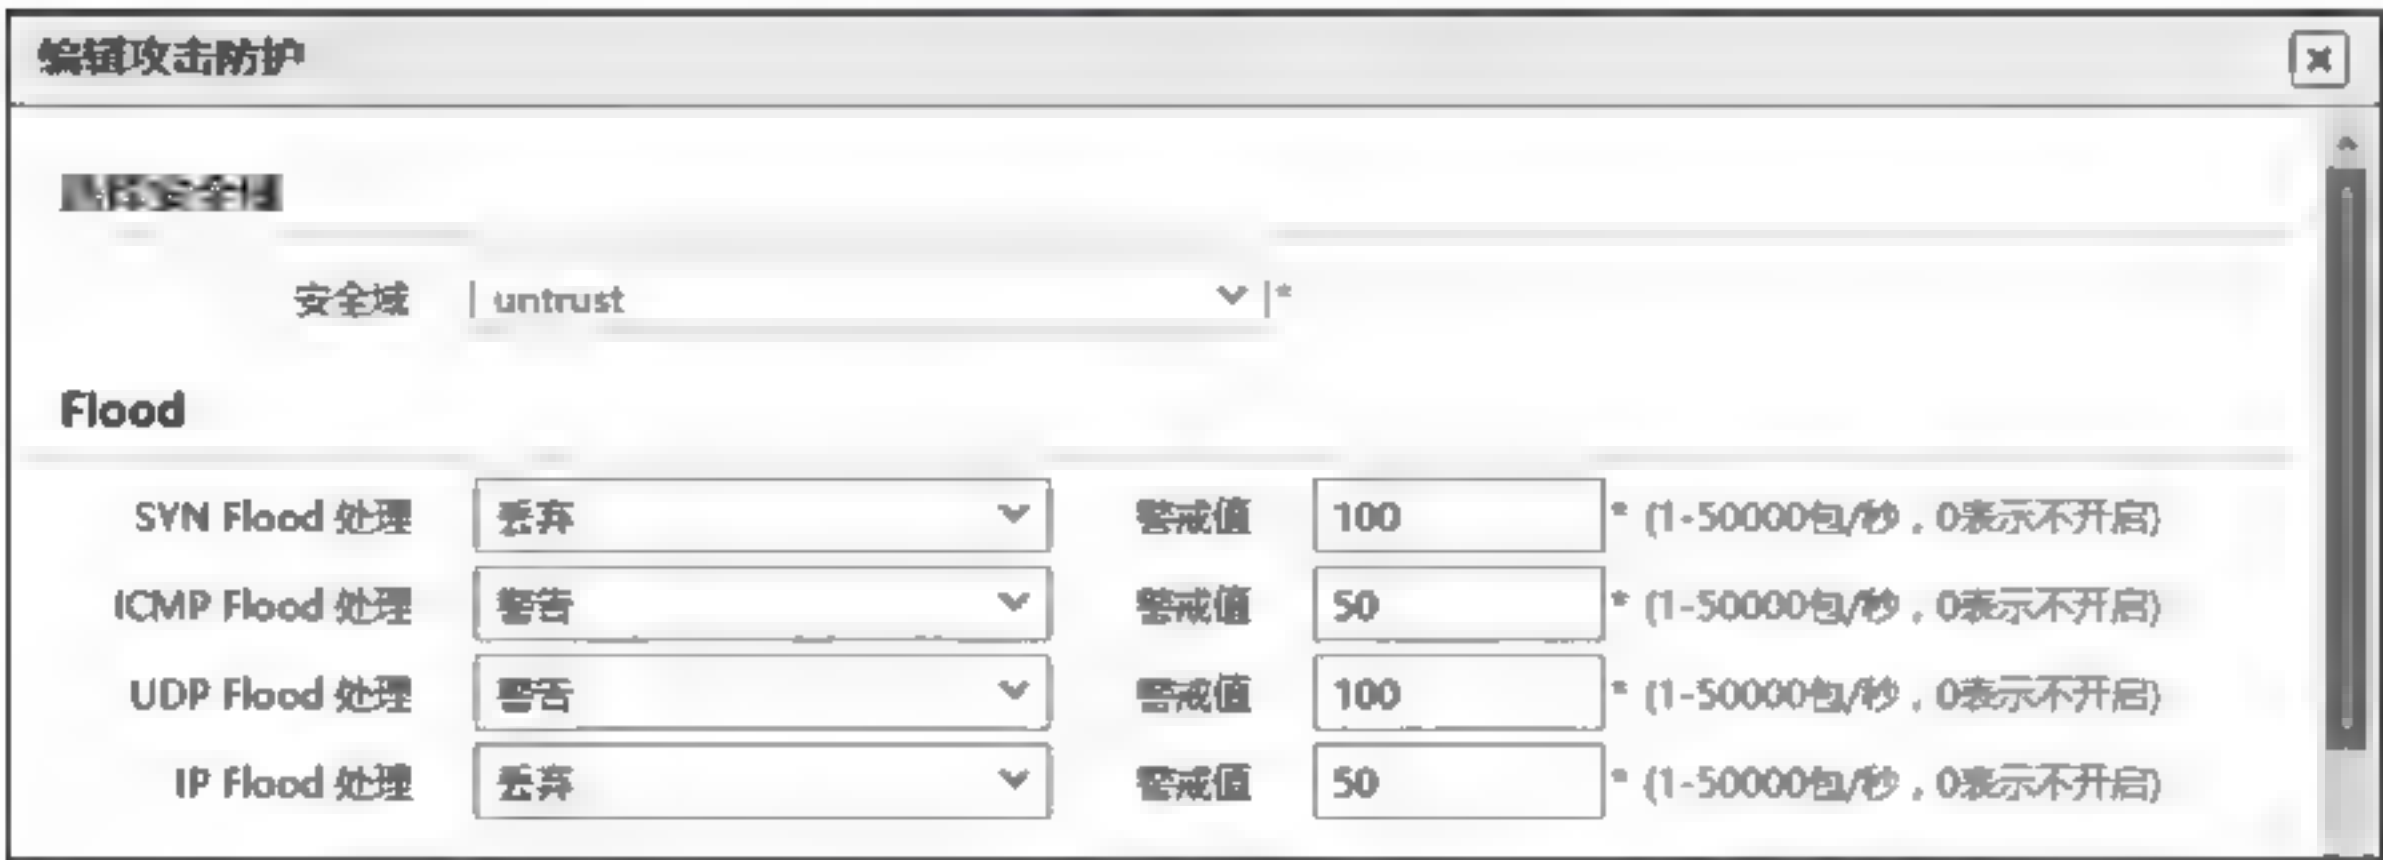 编辑攻击防护
选择安全域
安全域 untrust *
Flood
SYN Flood 处理 丢弃 警戒值 100 * (1-50000包/秒，0表示不开启)
ICMP Flood 处理 警告 警戒值 50 * (1-50000包/秒，0表示不开启)
UDP Flood 处理 警告 警戒值 100 * (1-50000包/秒，0表示不开启)
IP Flood 处理 丢弃 警戒值 50 * (1-50000包/秒，0表示不开启)